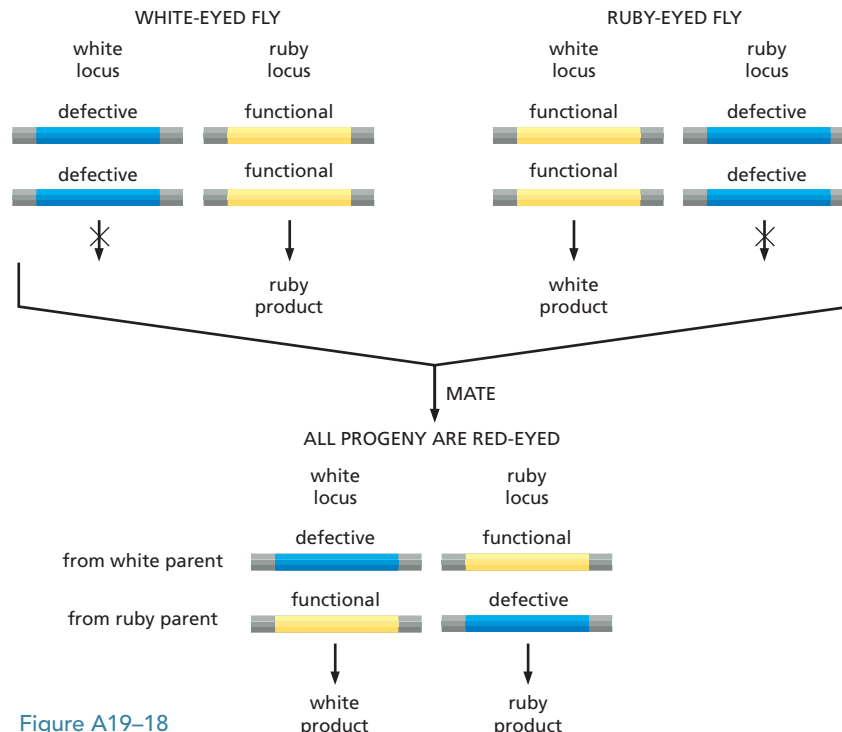 WHITE-EYED FLY RUBY-EYED FLY
white ruby white ruby
locus locus locus locus
defective functional functional defective
defective functional functional defective
ruby white
product product
MATE
ALL PROGENY ARE RED-EYED
white ruby
locus locus
defective functional
from white parent
functional defective
from ruby parent
white ruby
product product
Figure A19–18